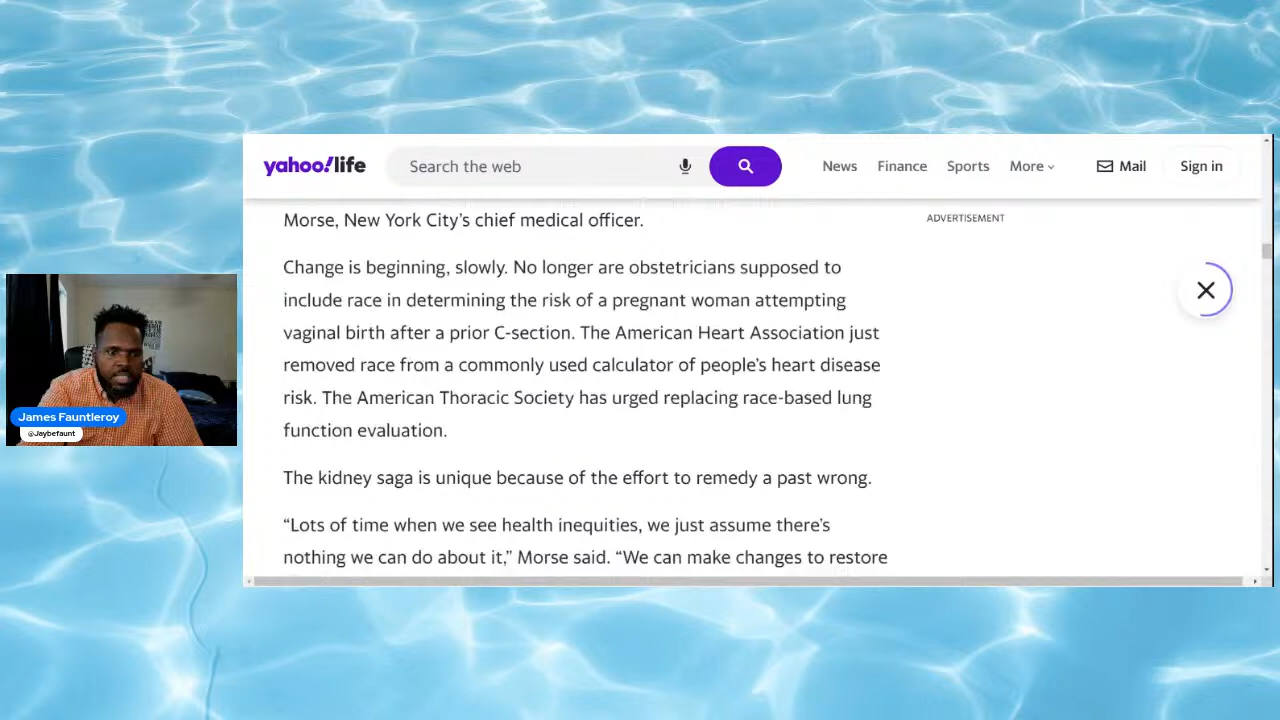 yahoo!life
Search the web
News Finance Sports More Mail Sign in
Morse, New York City’s chief medical officer.
ADVERTISEMENT
Change is beginning, slowly. No longer are obstetricians supposed to
include race in determining the risk of a pregnant woman attempting
vaginal birth after a prior C-section. The American Heart Association just
removed race from a commonly used calculator of people’s heart disease
risk. The American Thoracic Society has urged replacing race-based lung
function evaluation.
The kidney saga is unique because of the effort to remedy a past wrong.
“Lots of time when we see health inequities, we just assume there’s
nothing we can do about it,” Morse said. “We can make changes to restore
James Fauntleroy
@Jaybefaunt